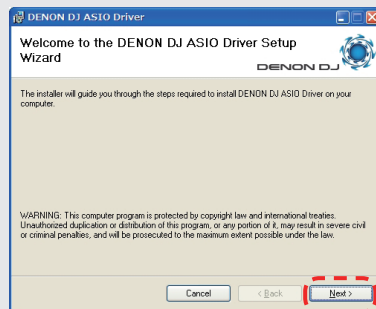 DENON DJ ASIO Driver
Welcome to the DENON DJ ASIO Driver Setup
Wizard
DENON DJ
The installer will guide you through the steps required to install DENON DJ ASIO Driver on your
computer.
WARNING: This computer program is protected by copyright law and international treaties.
Unauthorized duplication or distribution of this program, or any portion of it, may result in severe civil
or criminal penalties, and will be prosecuted to the maximum extent possible under the law.
Cancel < Back Next >